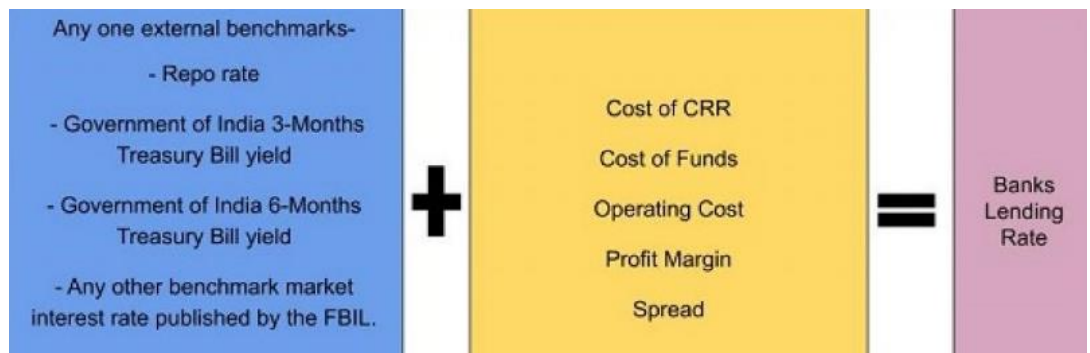 Any one external benchmarks-
- Repo rate
- Government of India 3-Months
Treasury Bill yield
- Government of India 6-Months
Treasury Bill yield
- Any other benchmark market
interest rate published by the FBIL.
+
Cost of CRR
Cost of Funds
Operating Cost
Profit Margin
Spread
=
Banks
Lending
Rate